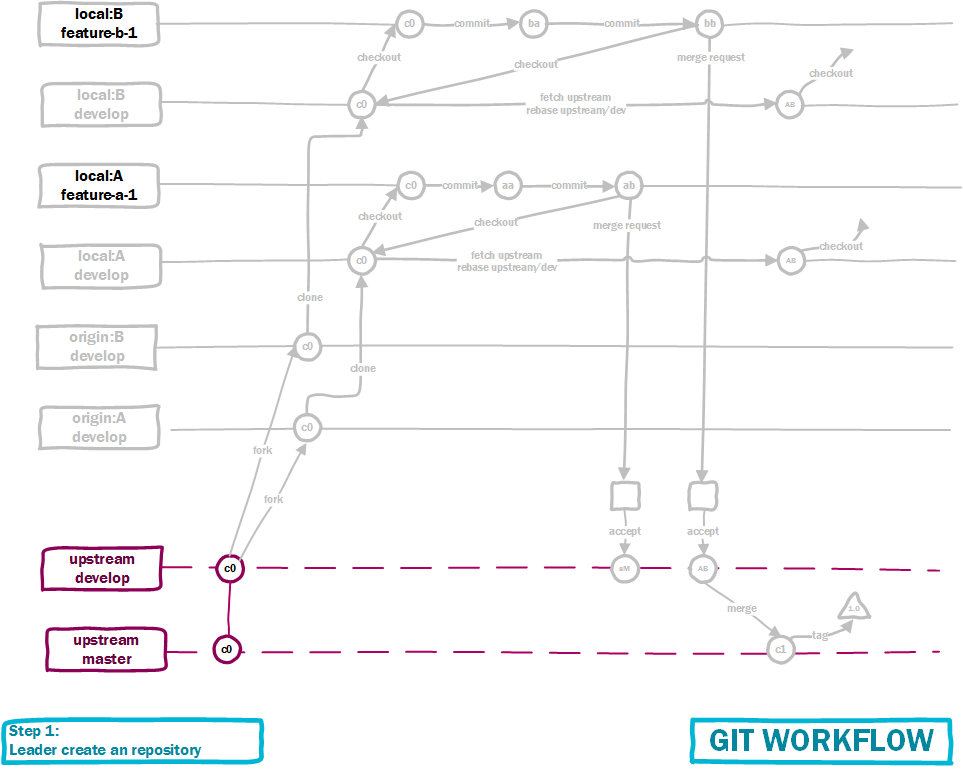 local:B
feature-b-1
c0
commit
ba
commit
bb
checkout
checkout
merge request
local:B
develop
c0
fetch upstream
rebase upstream/dev
AB
checkout
local:A
feature-a-1
c0
commit
aa
commit
ab
checkout
checkout
merge request
local:A
develop
c0
fetch upstream
rebase upstream/dev
AB
checkout
clone
origin:B
develop
c0
clone
origin:A
develop
c0
fork
fork
accept
accept
upstream
develop
c0
aM
AB
merge
1.0
tag
upstream
master
c0
c1
Step 1:
Leader create an repository
GIT WORKFLOW